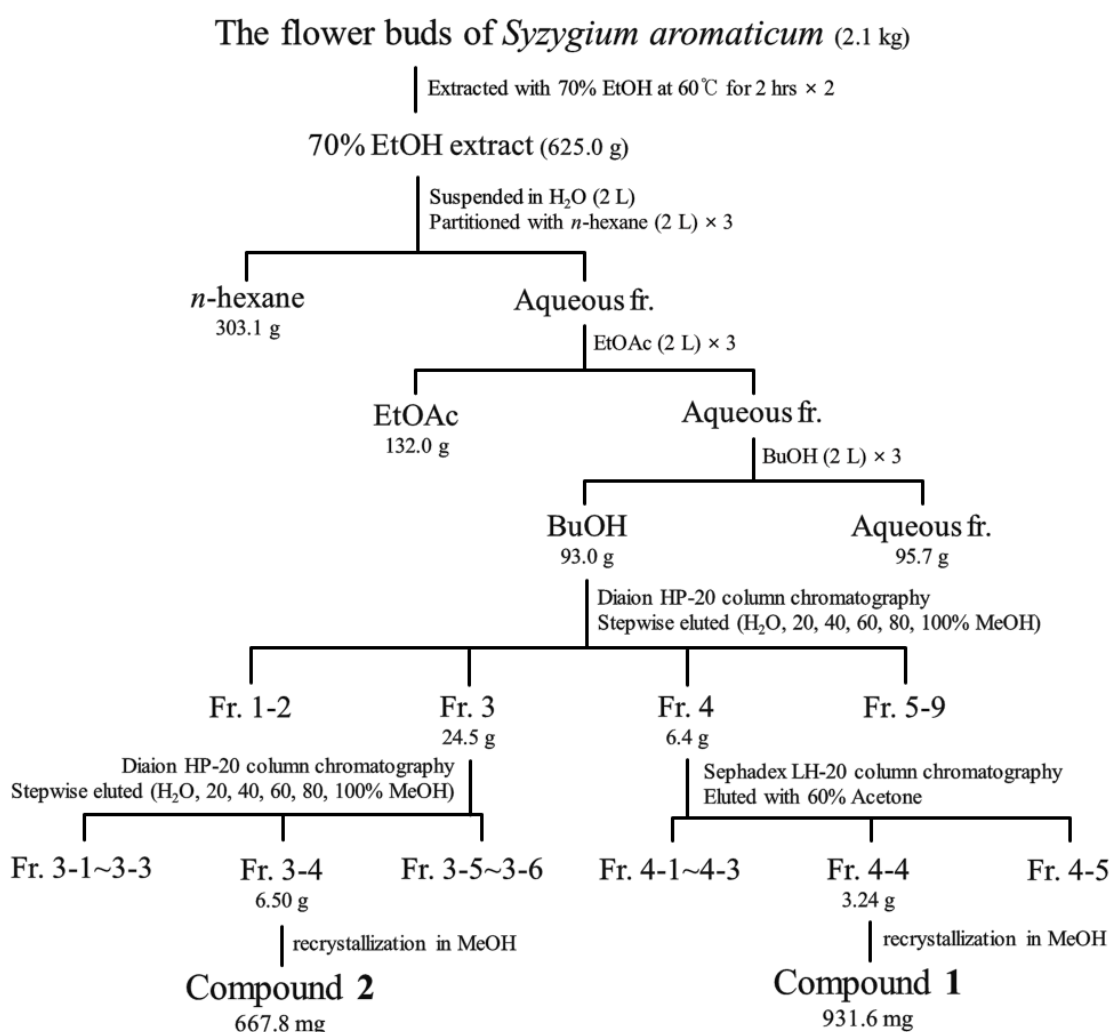 The flower buds of Syzygium aromaticum (2.1 kg)
Extracted with 70% EtOH at 60℃ for 2 hrs × 2
70% EtOH extract (625.0 g)
Suspended in H₂O (2 L)
Partitioned with n-hexane (2 L) × 3
n-hexane
303.1 g
Aqueous fr.
EtOAc (2 L) × 3
EtOAc
132.0 g
Aqueous fr.
BuOH (2 L) × 3
BuOH
93.0 g
Aqueous fr.
95.7 g
Diaion HP-20 column chromatography
Stepwise eluted (H₂O, 20, 40, 60, 80, 100% MeOH)
Fr. 1-2
Fr. 3
24.5 g
Fr. 4
6.4 g
Fr. 5-9
Diaion HP-20 column chromatography
Stepwise eluted (H₂O, 20, 40, 60, 80, 100% MeOH)
Sephadex LH-20 column chromatography
Eluted with 60% Acetone
Fr. 3-1~3-3
Fr. 3-4
6.50 g
Fr. 3-5~3-6
Fr. 4-1~4-3
Fr. 4-4
3.24 g
Fr. 4-5
recrystallization in MeOH
Compound 2
667.8 mg
recrystallization in MeOH
Compound 1
931.6 mg